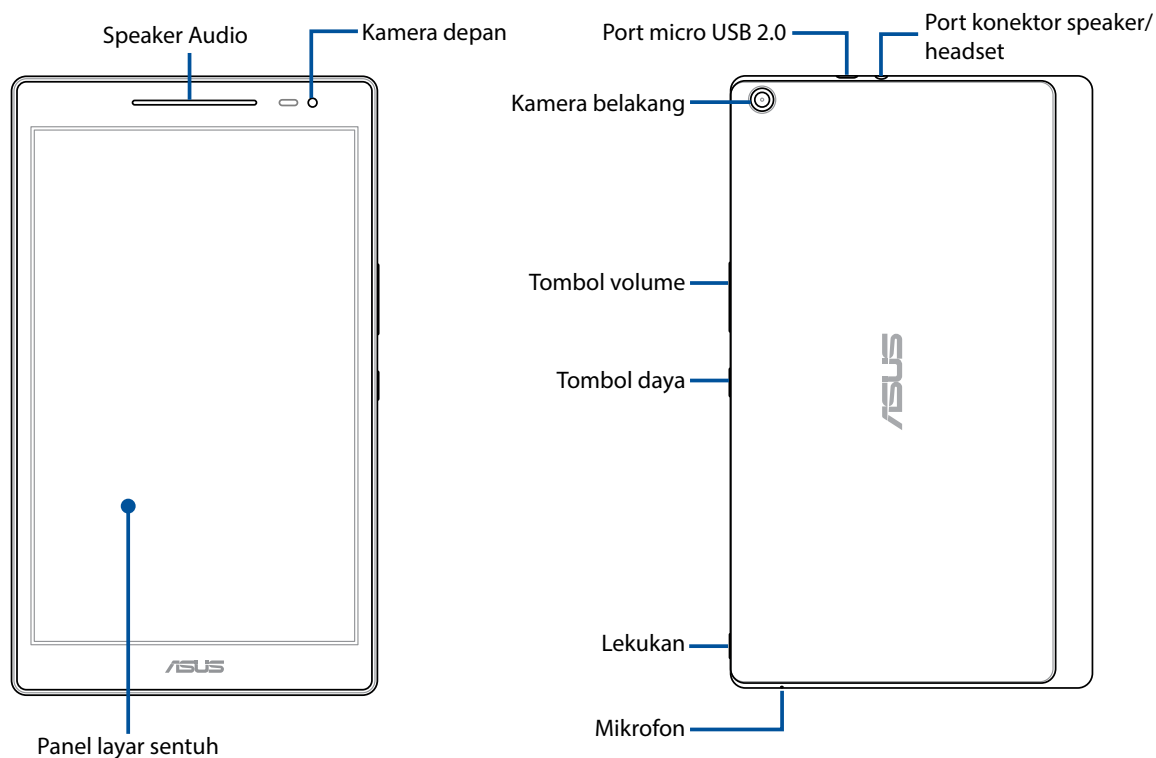 Speaker Audio
Kamera depan
Port micro USB 2.0
Port konektor speaker/
headset
Kamera belakang
Tombol volume
ASUS
Tombol daya
Lekukan
ASUS
Mikrofon
Panel layar sentuh